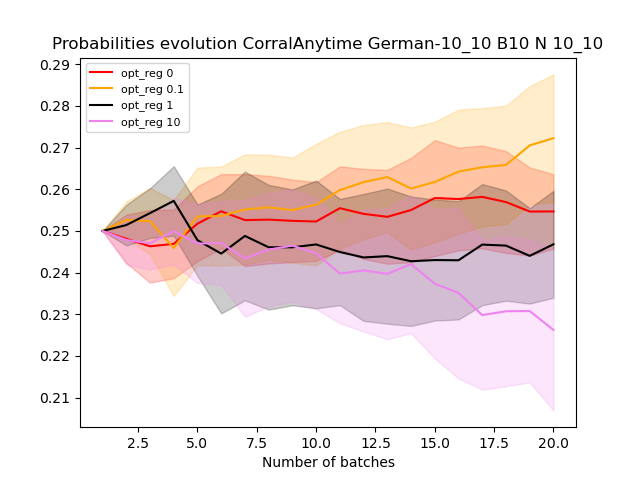 Probabilities evolution CorralAnytime German-10_10 B10 N 10_10
0.29
0.28
0.27
0.26
0.25
0.24
0.23
0.22
0.21
opt_reg 0
opt_reg 0.1
opt_reg 1
opt_reg 10
2.5 5.0 7.5 10.0 12.5 15.0 17.5 20.0
Number of batches